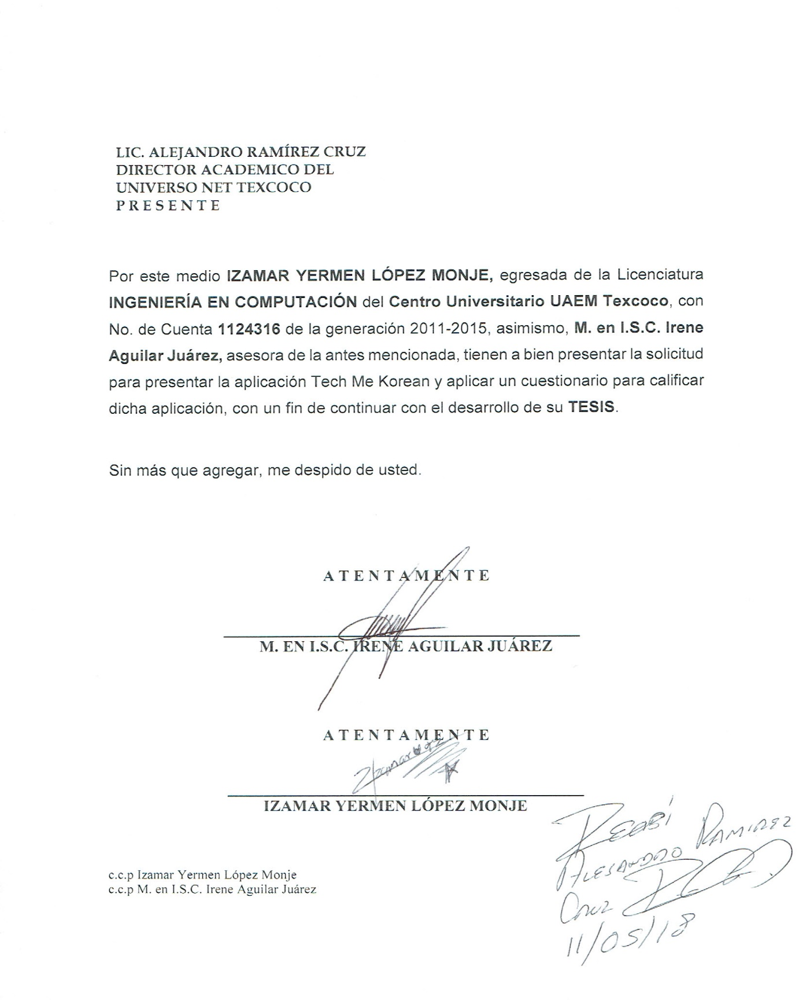 LIC. ALEJANDRO RAMÍREZ CRUZ
DIRECTOR ACADEMICO DEL
UNIVERSO NET TEXCOCO
P R E S E N T E
Por este medio IZAMAR YERMEN LÓPEZ MONJE, egresada de la Licenciatura
INGENIERÍA EN COMPUTACIÓN del Centro Universitario UAEM Texcoco, con
No. de Cuenta 1124316 de la generación 2011-2015, asimismo, M. en I.S.C. Irene
Aguilar Juárez, asesora de la antes mencionada, tienen a bien presentar la solicitud
para presentar la aplicación Tech Me Korean y aplicar un cuestionario para calificar
dicha aplicación, con un fin de continuar con el desarrollo de su TESIS.
Sin más que agregar, me despido de usted.
A T E N T A M E N T E
M. EN I.S.C. IRENE AGUILAR JUÁREZ
A T E N T A M E N T E
IZAMAR YERMEN LÓPEZ MONJE
RECIBÍ
ALEJANDRO RAMIREZ
CRUZ
11/05/18
c.c.p Izamar Yermen López Monje
c.c.p M. en I.S.C. Irene Aguilar Juárez